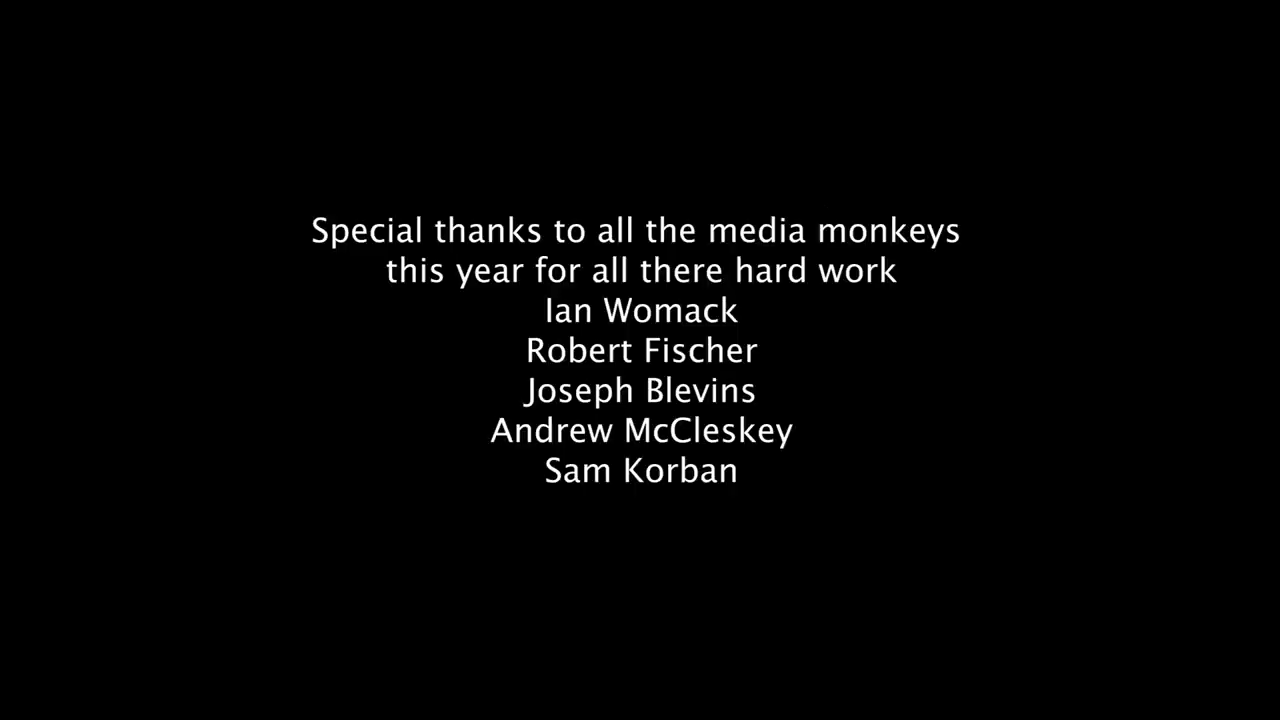 Special thanks to all the media monkeys
this year for all there hard work
Ian Womack
Robert Fischer
Joseph Blevins
Andrew McCleskey
Sam Korban